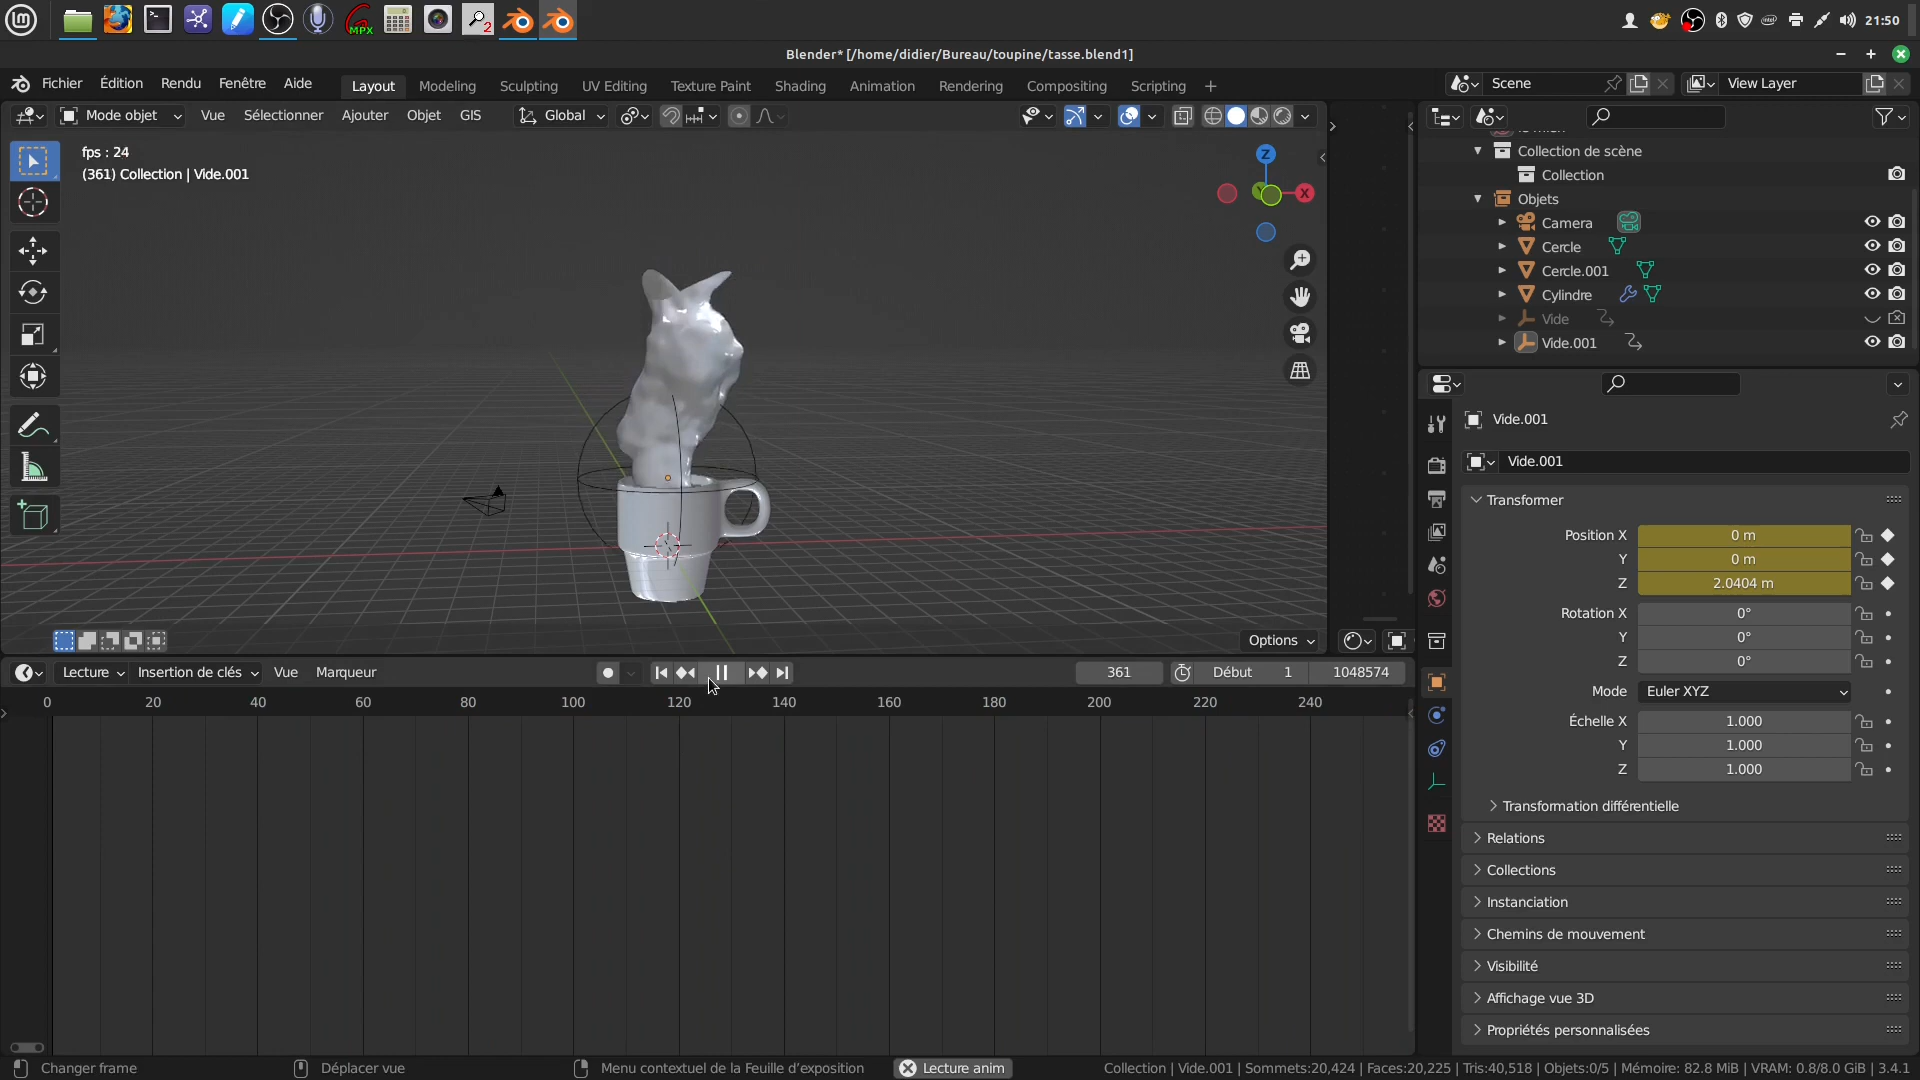 MPX
2
21:50
Blender* [/home/didier/Bureau/toupine/tasse.blend1]
Fichier Édition Rendu Fenêtre Aide
Layout Modeling Sculpting UV Editing Texture Paint Shading Animation Rendering Compositing Scripting +
Scene View Layer
Mode objet Vue Sélectionner Ajouter Objet GIS Global
fps : 24
(361) Collection | Vide.001
Z
X
Collection de scène
Collection
Objets
Camera
Cercle
Cercle.001
Cylindre
Vide
Vide.001
Vide.001
Vide.001
Transformer
Position X 0 m
Y 0 m
Z 2.0404 m
Rotation X 0°
Y 0°
Z 0°
Mode Euler XYZ
Échelle X 1.000
Y 1.000
Z 1.000
Transformation différentielle
Relations
Collections
Instanciation
Chemins de mouvement
Visibilité
Affichage vue 3D
Propriétés personnalisées
Options
Lecture Insertion de clés Vue Marqueur 361 Début 1 1048574
0 20 40 60 80 100 120 140 160 180 200 220 240
Changer frame Déplacer vue Menu contextuel de la Feuille d'exposition Lecture anim Collection | Vide.001 | Sommets:20,424 | Faces:20,225 | Tris:40,518 | Objets:0/5 | Mémoire: 82.8 MiB | VRAM: 0.8/8.0 GiB | 3.4.1